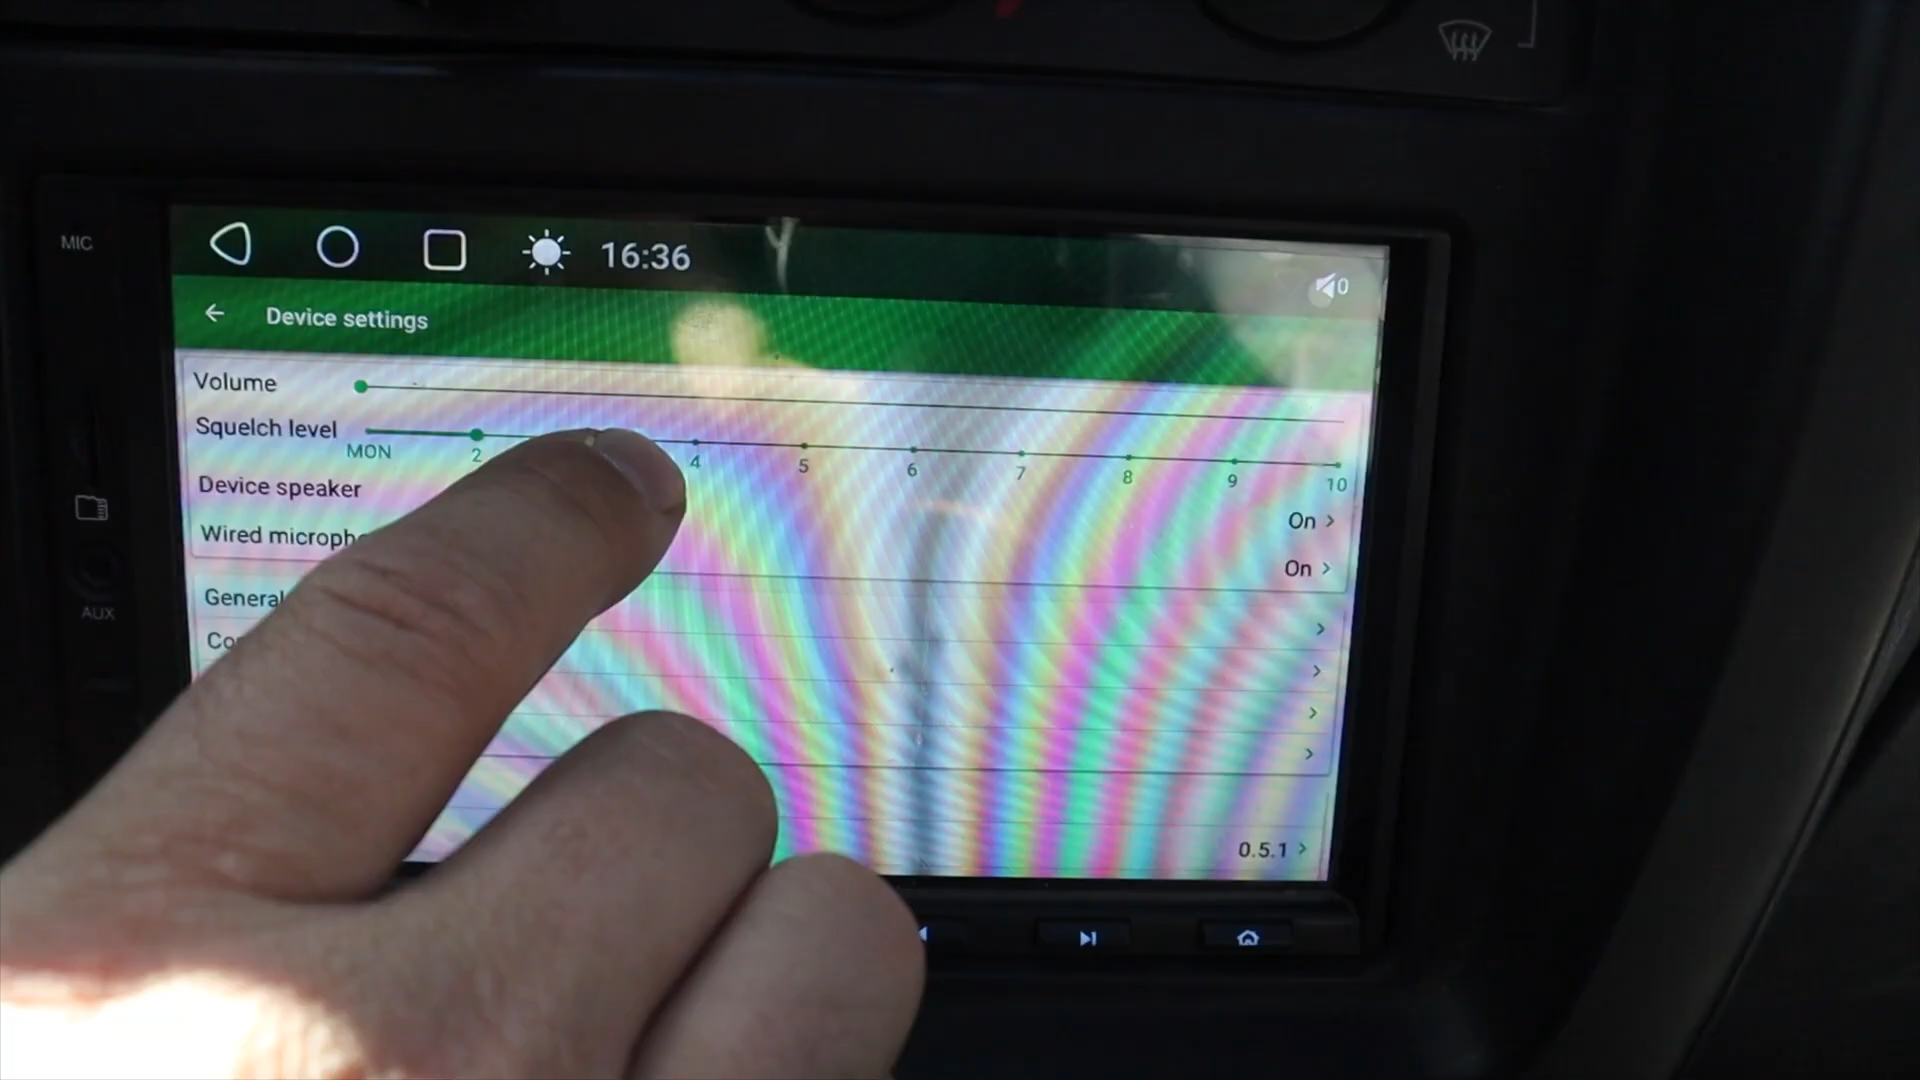 MIC
16:36
0
Device settings
Volume
Squelch level
MON 2 4 5 6 7 8 9 10
Device speaker
On
On
General
AUX
0.5.1